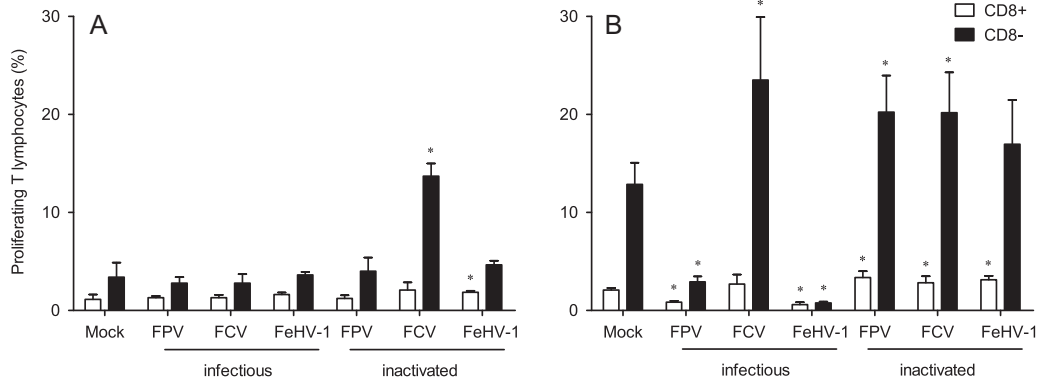 A
B
CD8+
CD8-
Proliferating T lymphocytes (%)
30
20
10
0
30
20
10
0
* * * * * * * * * * *
Mock FPV FCV FeHV-1 FPV FCV FeHV-1
infectious inactivated
Mock FPV FCV FeHV-1 FPV FCV FeHV-1
infectious inactivated